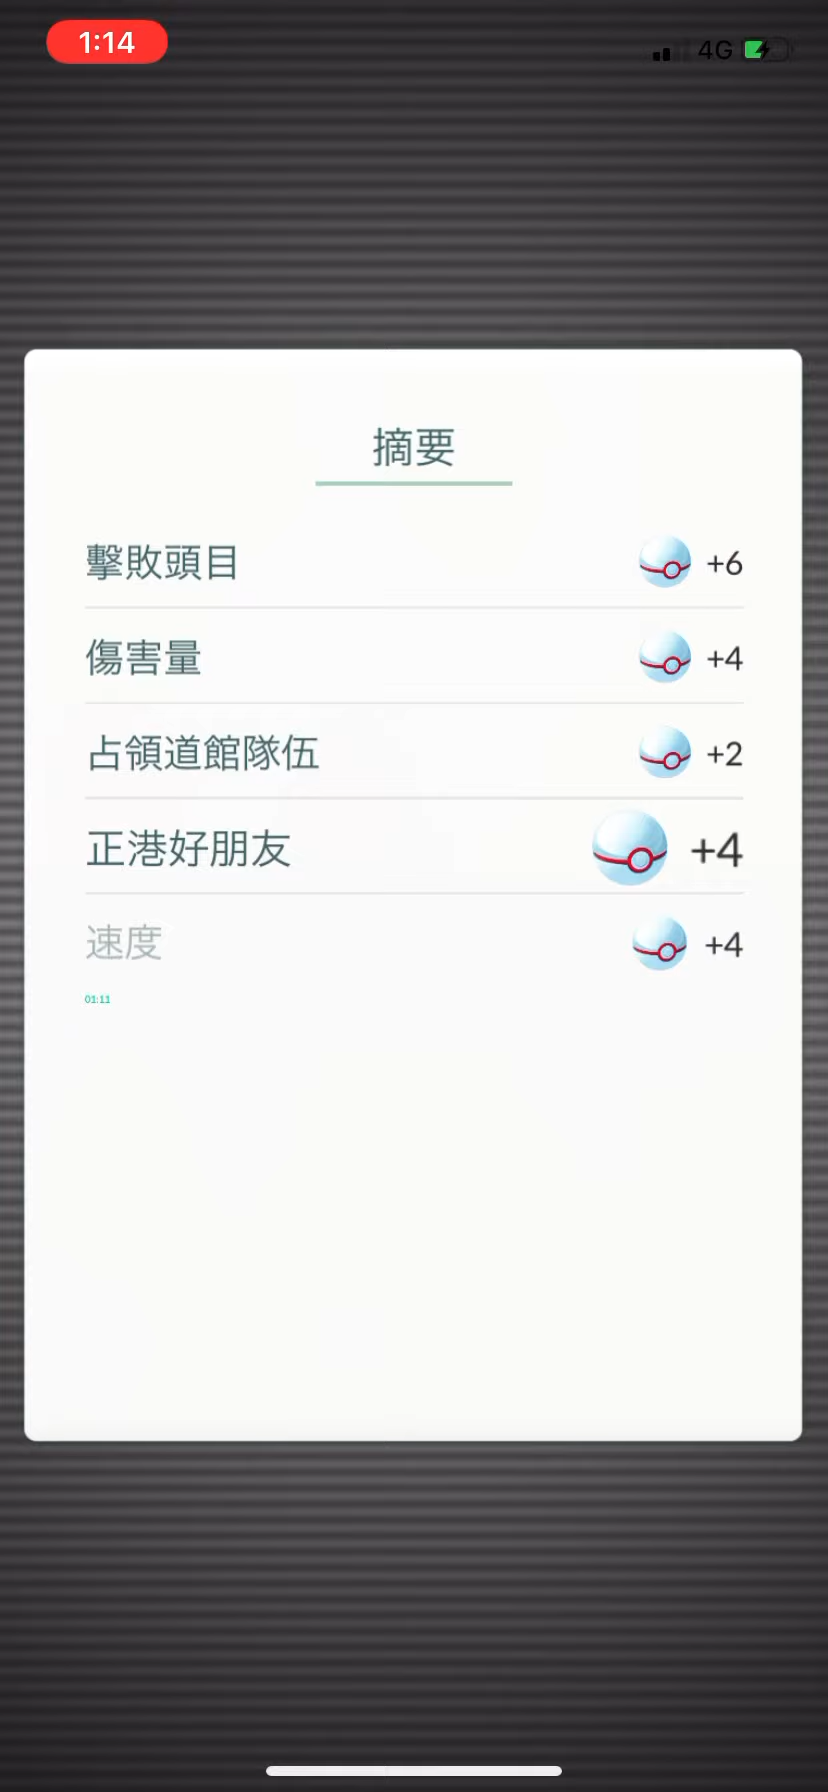 1:14
4G
摘要
擊敗頭目 +6
傷害量 +4
占領道館隊伍 +2
正港好朋友 +4
速度 +4
01:11